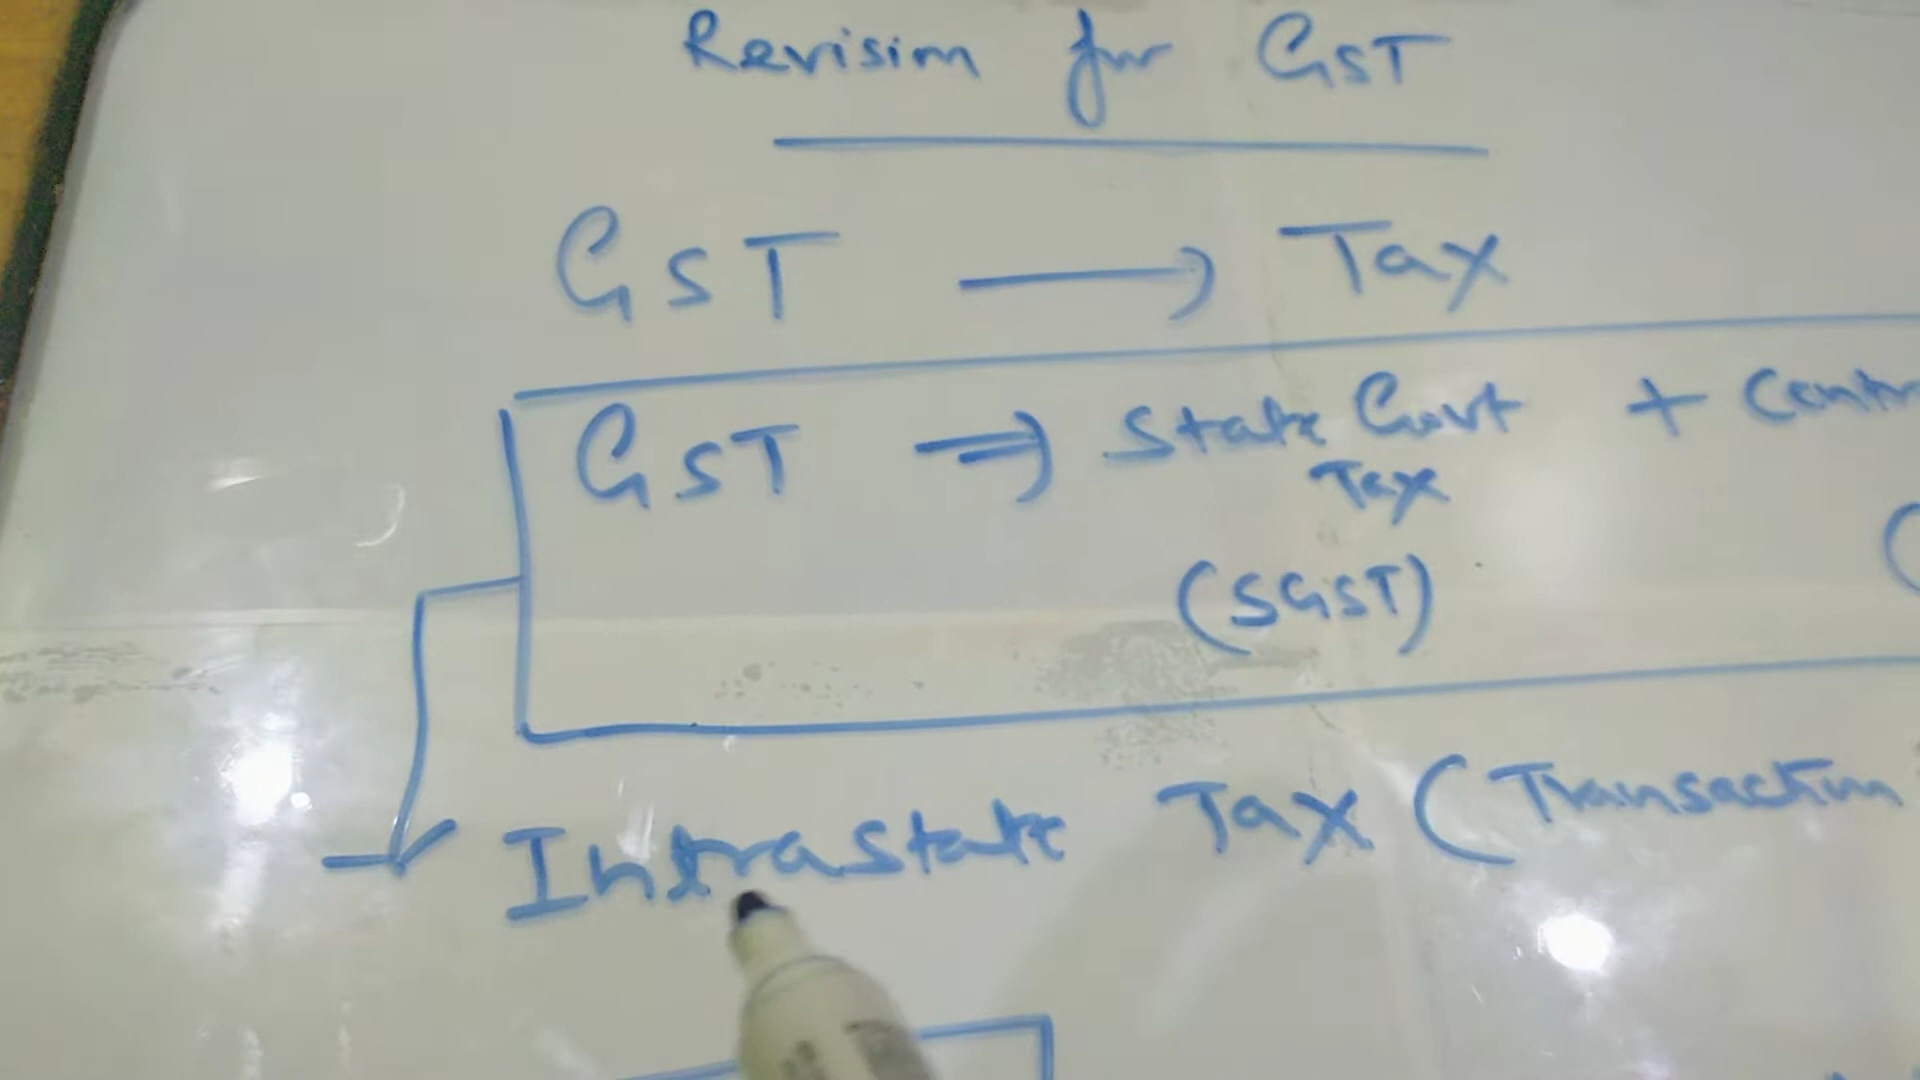 Revision for GST
GST → Tax
GST ⇒ State Govt + Centr
Tax
(SGST) (
Intrastate Tax (Transaction